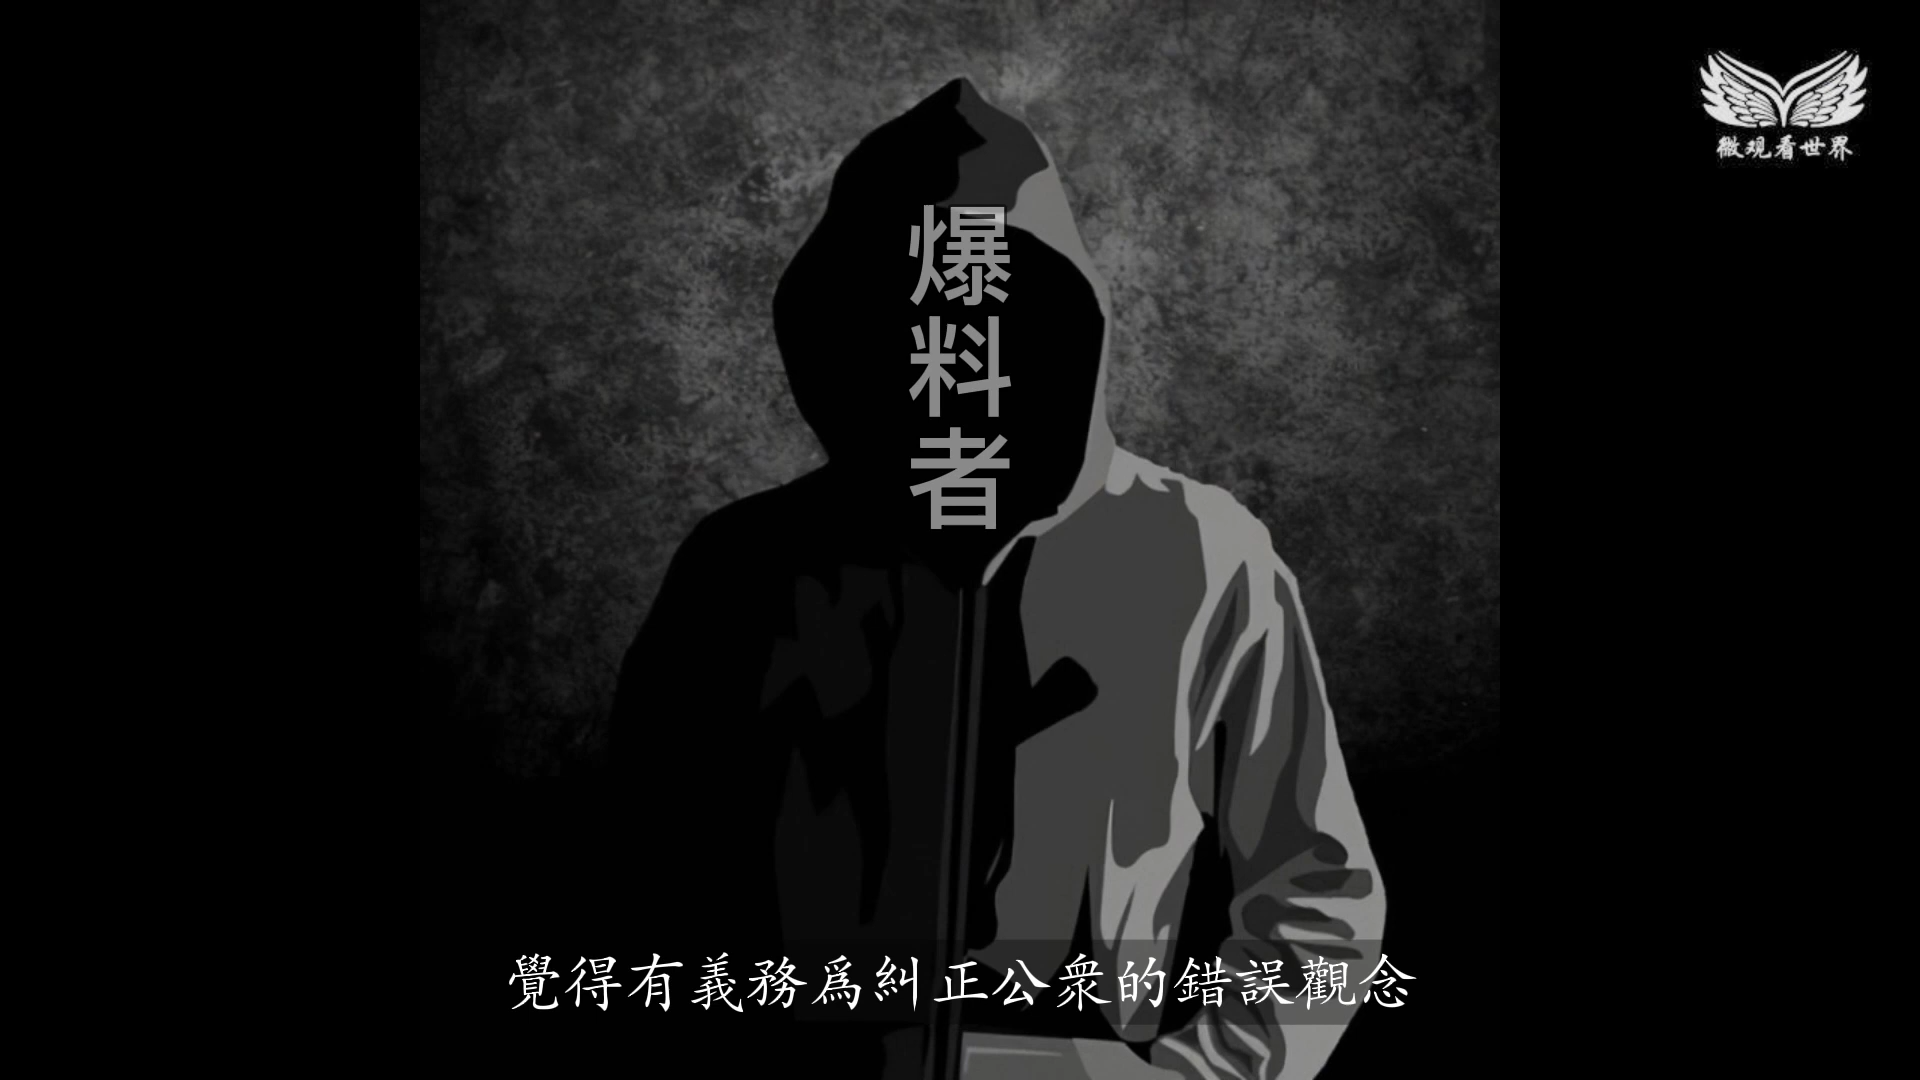 微观看世界
爆料者
覺得有義務爲糾正公衆的錯誤觀念